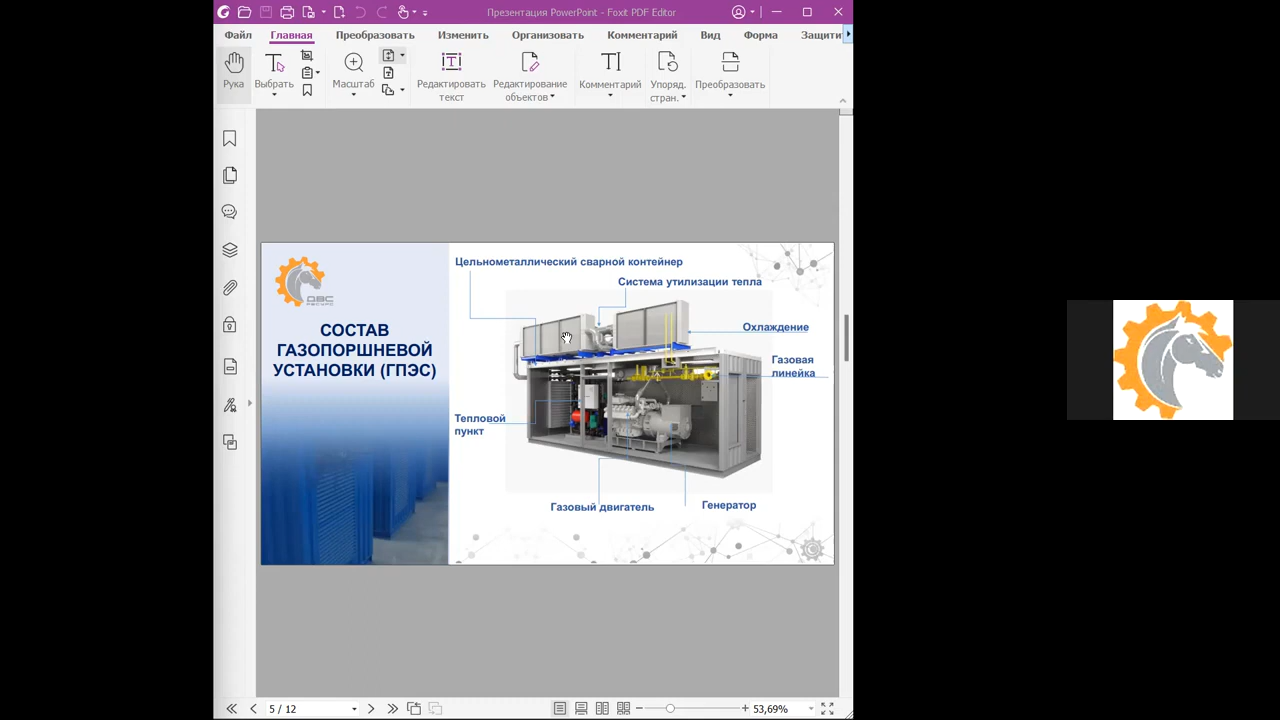 Презентация PowerPoint - Foxit PDF Editor
Файл Главная Преобразовать Изменить Организовать Комментарий Вид Форма Защити
Рука
Выбрать
Масштаб
Редактировать текст
Редактирование объектов
Комментарий
Упоряд. стран.
Преобразовать
ДВС
РЕСУРС
СОСТАВ
ГАЗОПОРШНЕВОЙ
УСТАНОВКИ (ГПЭС)
Цельнометаллический сварной контейнер
Система утилизации тепла
Охлаждение
Газовая
линейка
Тепловой
пункт
Газовый двигатель
Генератор
5 / 12
53,69%